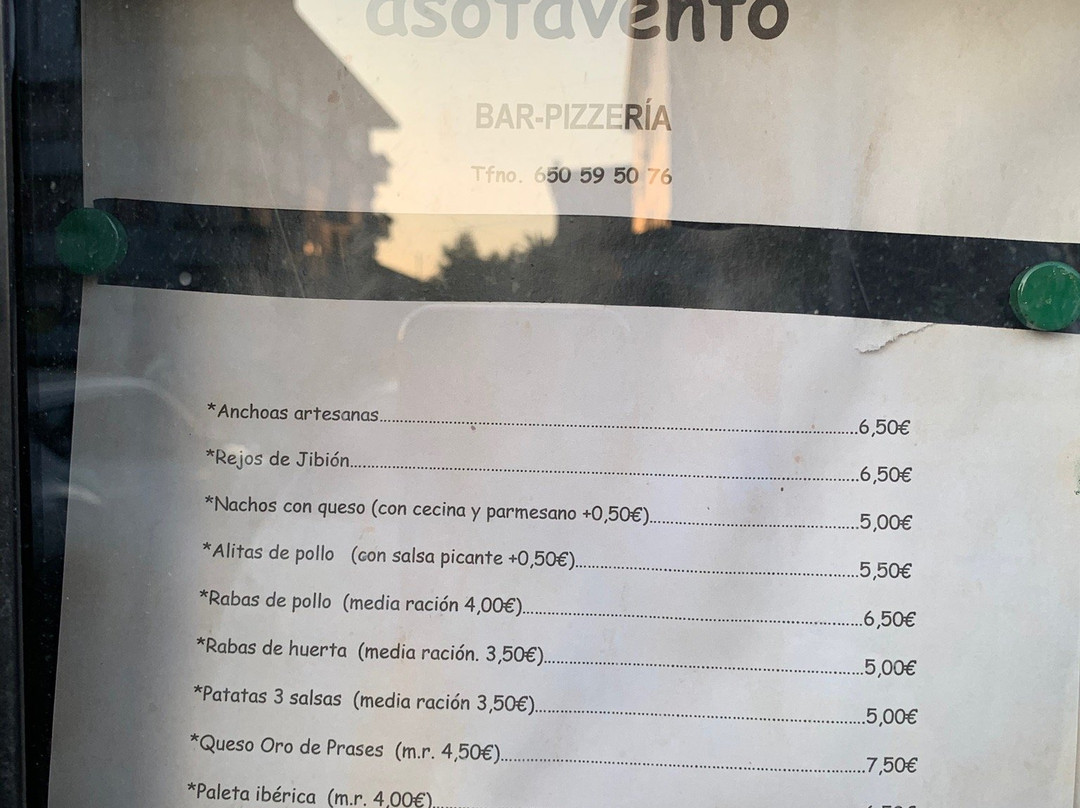 asotavento
BAR-PIZZERÍA
Tfno. 650 59 50 76
*Anchoas artesanas...............6,50€
*Rejos de Jibión...............6,50€
*Nachos con queso (con cecina y parmesano +0,50€)...............5,00€
*Alitas de pollo (con salsa picante +0,50€)...............5,50€
*Rabas de pollo (media ración 4,00€)...............6,50€
*Rabas de huerta (media ración. 3,50€)...............5,00€
*Patatas 3 salsas (media ración 3,50€)...............5,00€
*Queso Oro de Prases (m.r. 4,50€)...............7,50€
*Paleta ibérica (m.r. 4,00€)